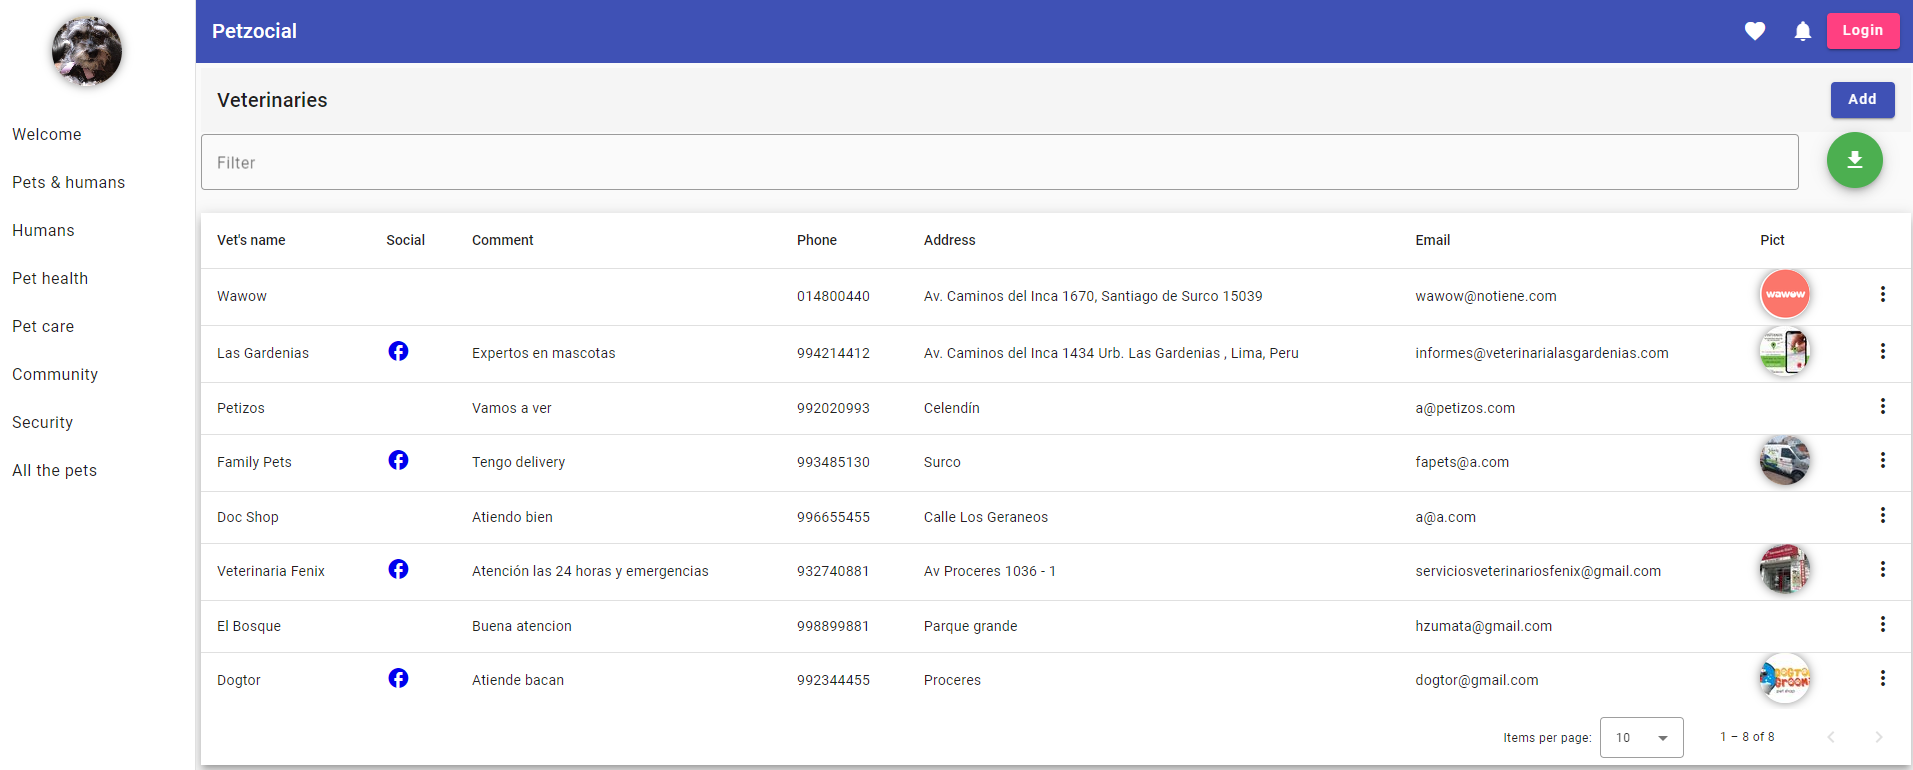 Petzocial
Login
Welcome
Pets & humans
Humans
Pet health
Pet care
Community
Security
All the pets
Veterinaries
Add
Filter
Vet's name Social Comment Phone Address Email Pict
Wawow 014800440 Av. Caminos del Inca 1670, Santiago de Surco 15039 wawow@notiene.com wawow
Las Gardenias Expertos en mascotas 994214412 Av. Caminos del Inca 1434 Urb. Las Gardenias , Lima, Peru informes@veterinarialasgardenias.com
Petizos Vamos a ver 992020993 Celendín a@petizos.com
Family Pets Tengo delivery 993485130 Surco fapets@a.com
Doc Shop Atiendo bien 996655455 Calle Los Geraneos a@a.com
Veterinaria Fenix Atención las 24 horas y emergencias 932740881 Av Proceres 1036 - 1 serviciosveterinariosfenix@gmail.com
El Bosque Buena atencion 998899881 Parque grande hzumata@gmail.com
Dogtor Atiende bacan 992344455 Proceres dogtor@gmail.com
pet shop
Items per page: 10 1 – 8 of 8